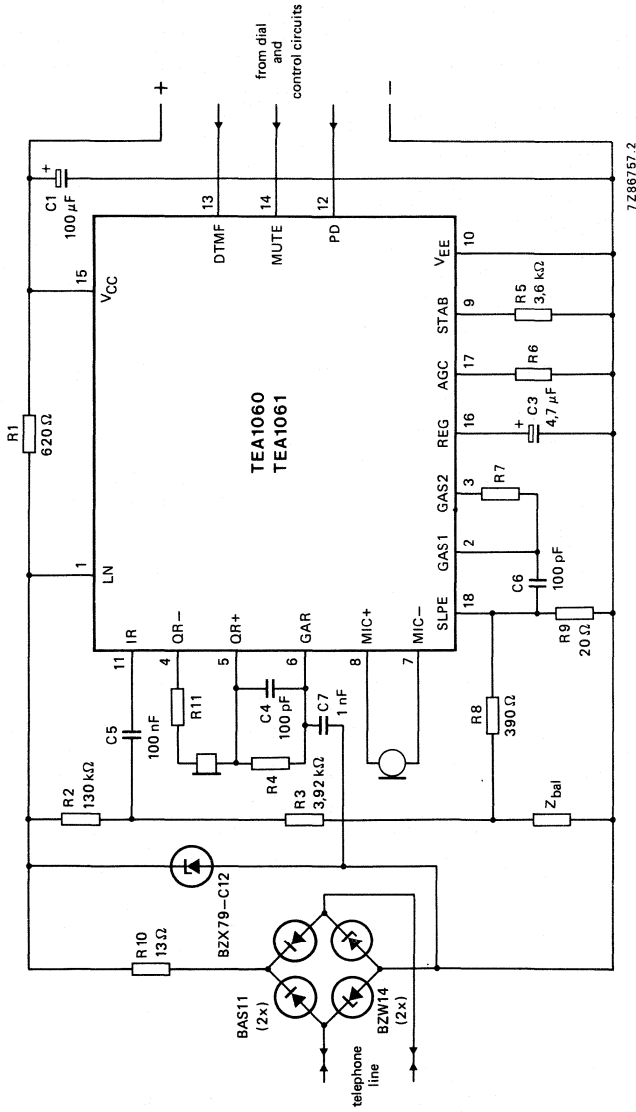 telephone
line
BAS11
(2x)
BZW14
(2x)
R10
13Ω
BZX79-C12
R2
130 kΩ
R3
3,92 kΩ
Zbal
C5
100 nF
R11
R4
C4
100 pF
C7
1 nF
R8
390 Ω
11
IR
4
QR−
5
QR+
6
GAR
8
MIC+
7
MIC−
R1
620 Ω
1
LN
15
VCC
TEA1060
TEA1061
SLPE
18
GAS1
2
GAS2
3
REG
16
AGC
17
STAB
9
VEE
10
R9
20 Ω
C6
100 pF
R7
+
C3
4,7 μF
R6
R5
3,6 kΩ
C1
100 μF
+
DTMF
13
MUTE
14
PD
12
+
from dial
and
control circuits
−
7Z86757.2